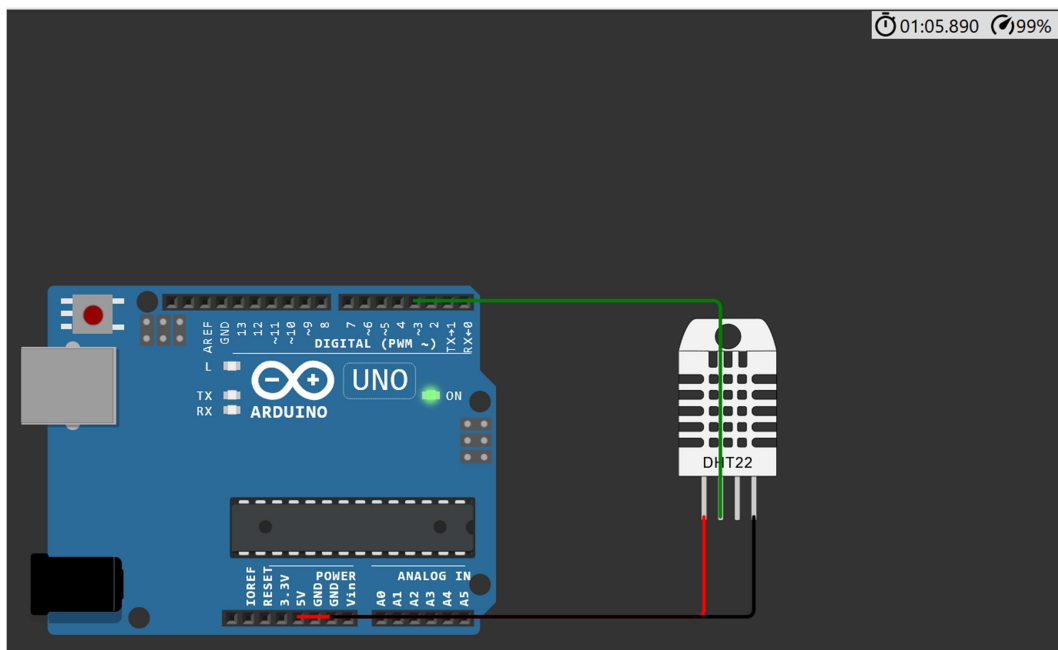 01:05.890 99%
AREF
GND
13
12
~11
~10
~9
8
7
~6
~5
4
~3
2
TX→1
RX←0
DIGITAL (PWM ~)
L
TX
RX
UNO
ON
ARDUINO
DHT22
IOREF
RESET
3.3V
5V
GND
GND
Vin
POWER
ANALOG IN
A0
A1
A2
A3
A4
A5